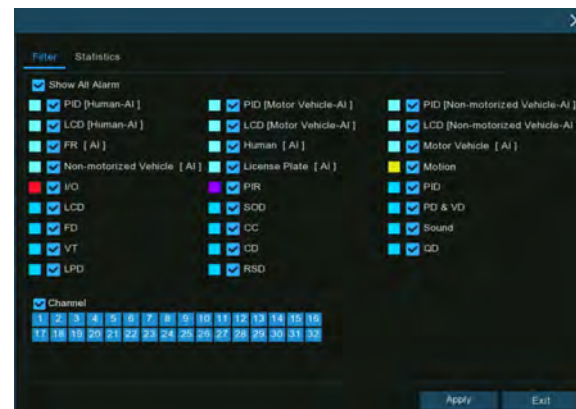 Filter Statistics
Show All Alarm
PID [Human-AI ] PID [Motor Vehicle-AI ] PID [Non-motorized Vehicle-AI ]
LCD [Human-AI ] LCD [Motor Vehicle-AI ] LCD [Non-motorized Vehicle-AI
FR [ AI ] Human [ AI ] Motor Vehicle [ AI ]
Non-motorized Vehicle [ AI ] License Plate [ AI ] Motion
I/O PIR PID
LCD SOD PD & VD
FD CC Sound
VT CD QD
LPD RSD
Channel
1 2 3 4 5 6 7 8 9 10 11 12 13 14 15 16
17 18 19 20 21 22 23 24 25 26 27 28 29 30 31 32
Apply Exit